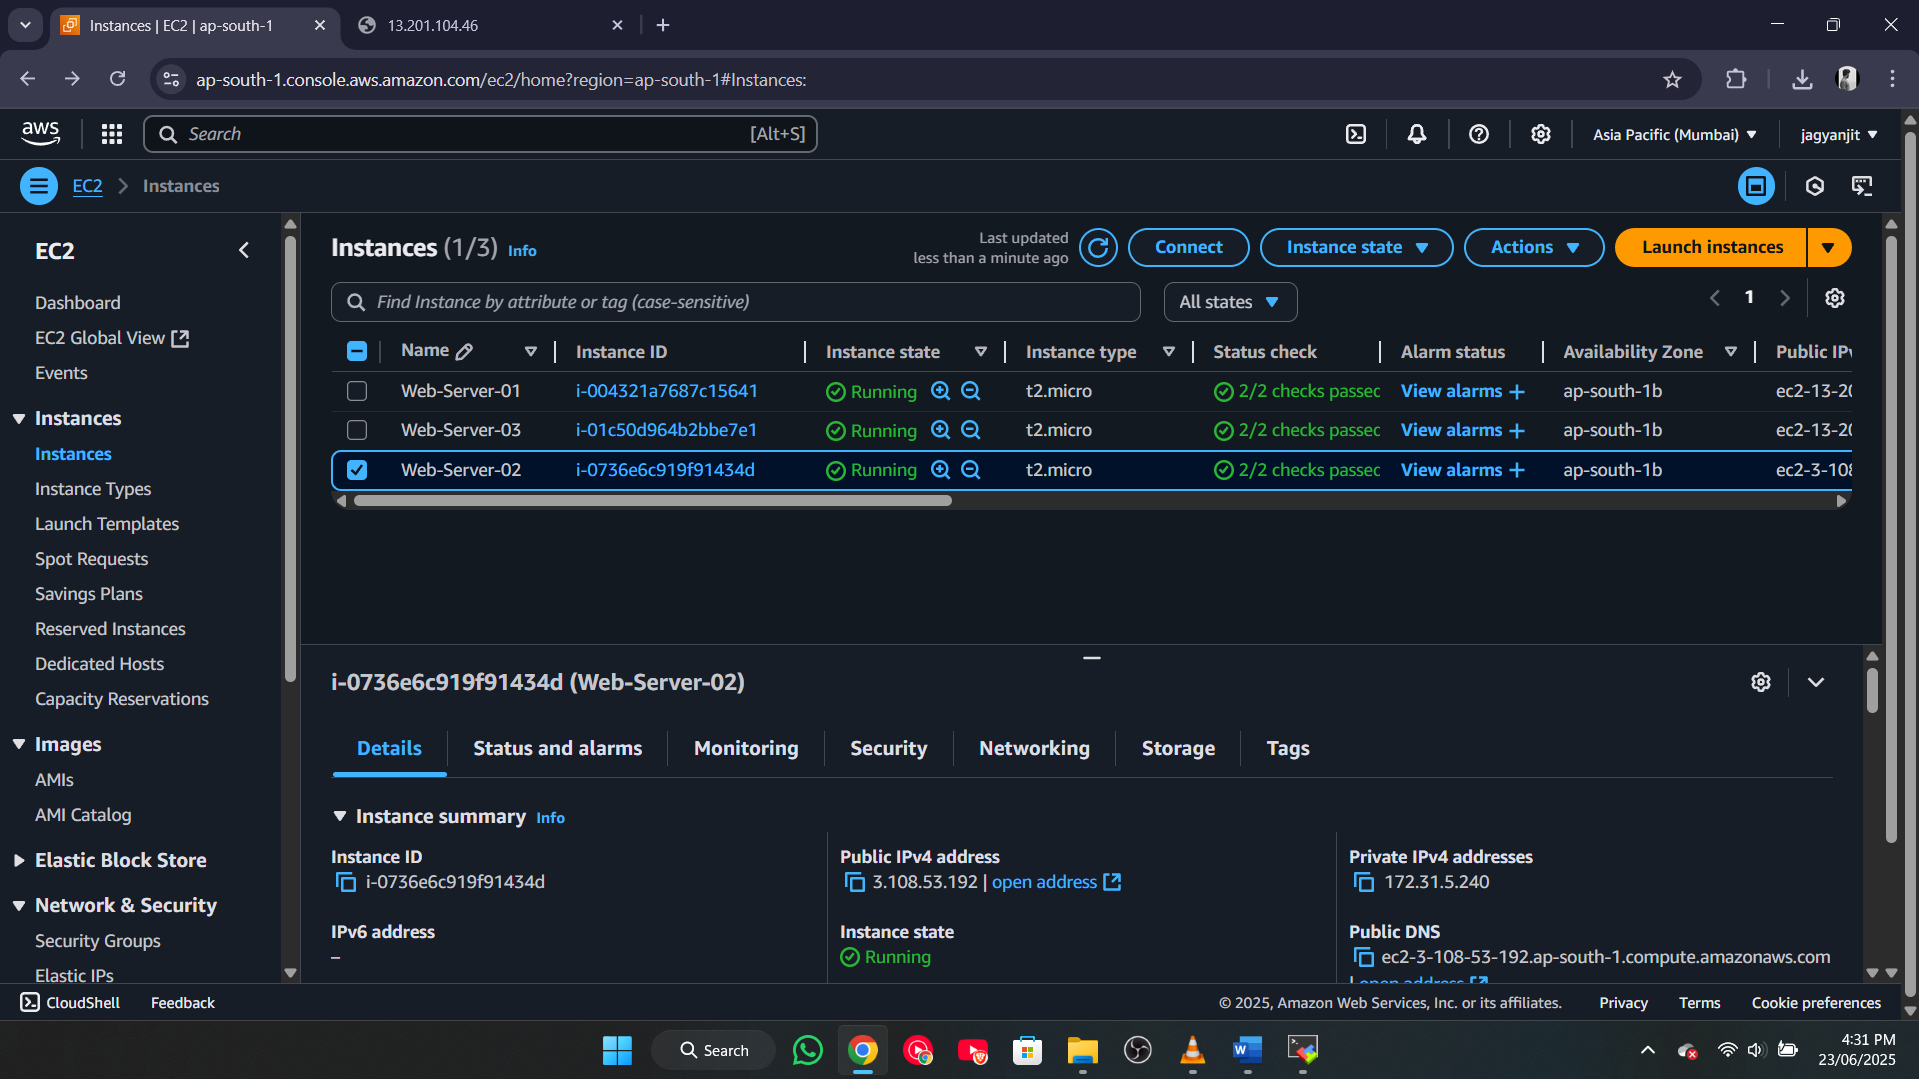 Instances | EC2 | ap-south-1
13.201.104.46
ap-south-1.console.aws.amazon.com/ec2/home?region=ap-south-1#Instances:
aws
Search [Alt+S]
Asia Pacific (Mumbai)
jagyanjit
EC2
Instances
EC2
Dashboard
EC2 Global View
Events
Instances
Instances
Instance Types
Launch Templates
Spot Requests
Savings Plans
Reserved Instances
Dedicated Hosts
Capacity Reservations
Images
AMIs
AMI Catalog
Elastic Block Store
Network & Security
Security Groups
Elastic IPs
Instances (1/3) Info
Last updated
less than a minute ago
Connect
Instance state
Actions
Launch instances
Find Instance by attribute or tag (case-sensitive)
All states
1
Name Instance ID Instance state Instance type Status check Alarm status Availability Zone Public IPv
Web-Server-01 i-004321a7687c15641 Running t2.micro 2/2 checks passec View alarms + ap-south-1b ec2-13-20
Web-Server-03 i-01c50d964b2bbe7e1 Running t2.micro 2/2 checks passec View alarms + ap-south-1b ec2-13-20
Web-Server-02 i-0736e6c919f91434d Running t2.micro 2/2 checks passec View alarms + ap-south-1b ec2-3-108
i-0736e6c919f91434d (Web-Server-02)
Details Status and alarms Monitoring Security Networking Storage Tags
Instance summary Info
Instance ID
i-0736e6c919f91434d
Public IPv4 address
3.108.53.192 | open address
Private IPv4 addresses
172.31.5.240
IPv6 address
–
Instance state
Running
Public DNS
ec2-3-108-53-192.ap-south-1.compute.amazonaws.com
| open address
CloudShell Feedback
© 2025, Amazon Web Services, Inc. or its affiliates. Privacy Terms Cookie preferences
Search
4:31 PM
23/06/2025